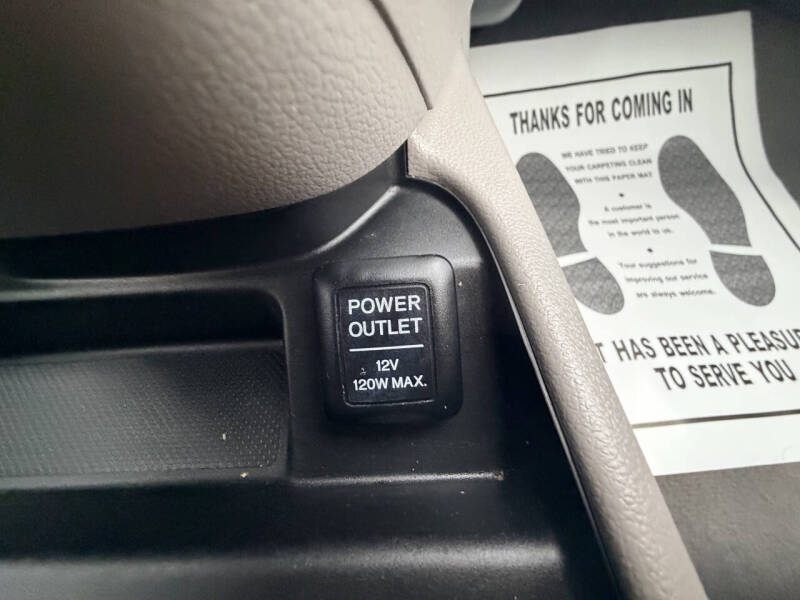 POWER
OUTLET
12V
120W MAX.
THANKS FOR COMING IN
WE HAVE TRIED TO KEEP
YOUR CARPETING CLEAN
WITH THIS PAPER MAT
A customer is
the most important person
in the world to us.
Your suggestions for
improving our service
are always welcome.
T HAS BEEN A PLEASURE
TO SERVE YOU